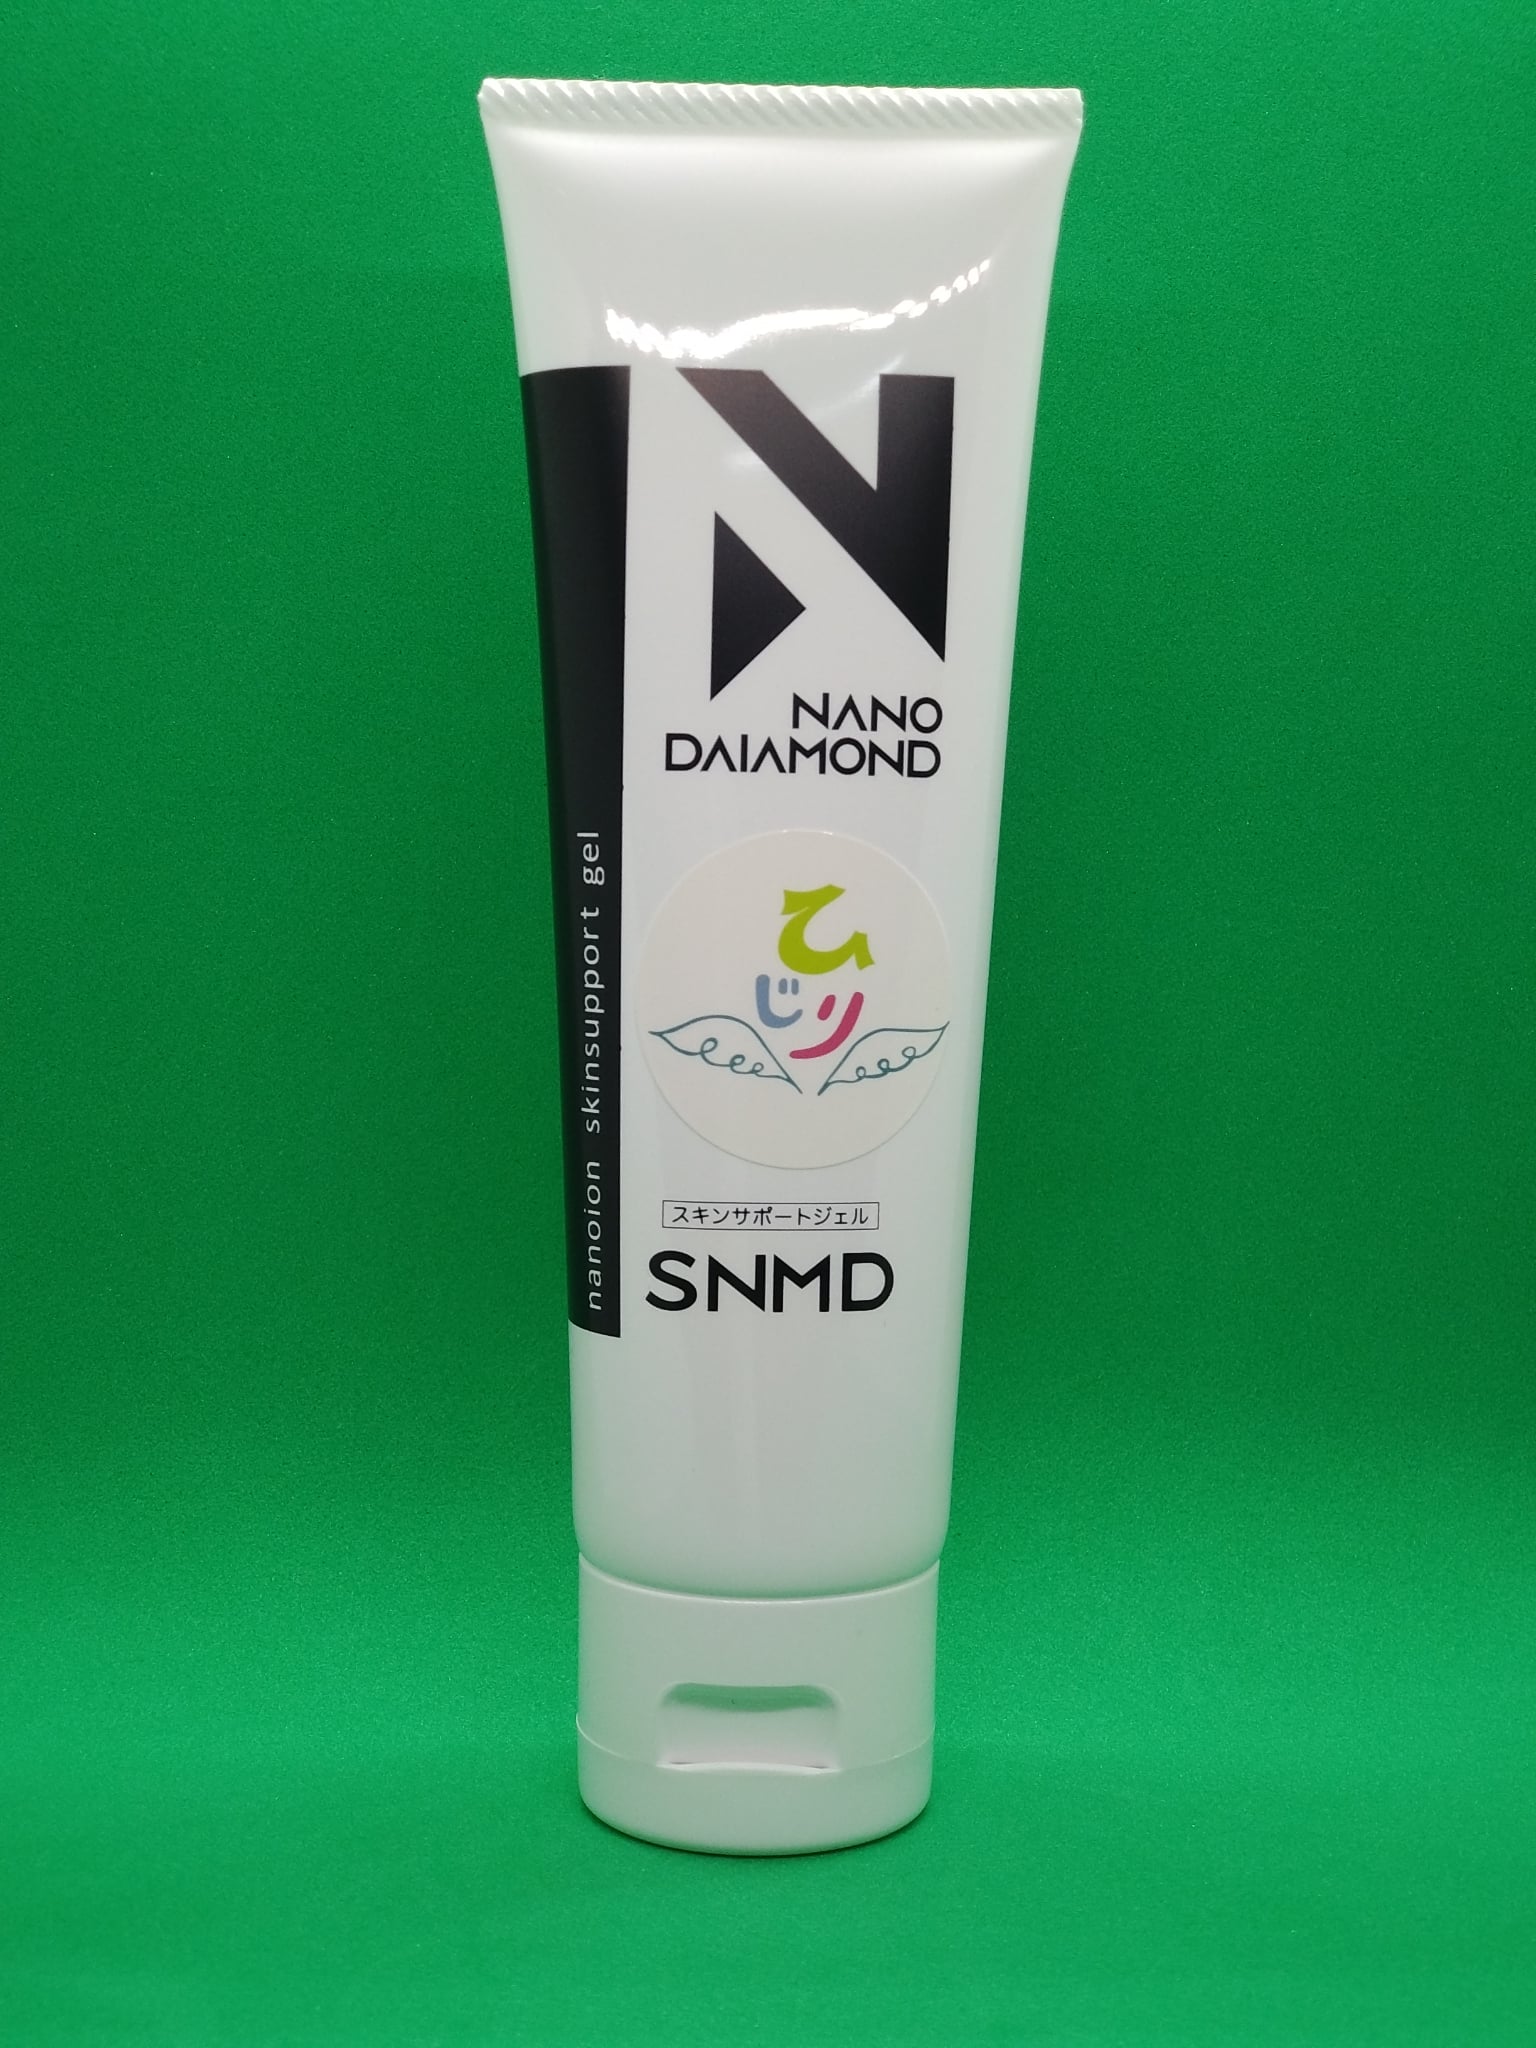 NANO
DAIAMOND
nanoion skinsupport gel
ひ
じり
スキンサポートジェル
SNMD